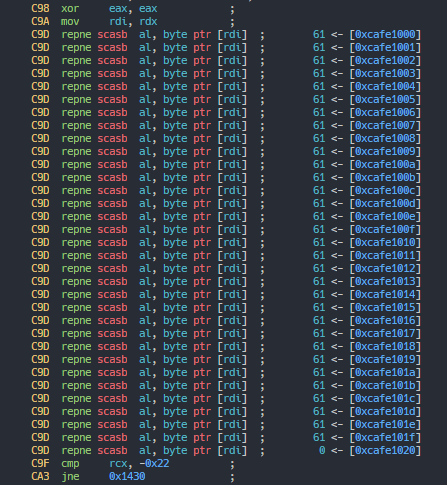 C98 xor eax, eax ;
C9A mov rdi, rdx ;
C9D repne scasb al, byte ptr [rdi] ; 61 <- [0xcafe1000]
C9D repne scasb al, byte ptr [rdi] ; 61 <- [0xcafe1001]
C9D repne scasb al, byte ptr [rdi] ; 61 <- [0xcafe1002]
C9D repne scasb al, byte ptr [rdi] ; 61 <- [0xcafe1003]
C9D repne scasb al, byte ptr [rdi] ; 61 <- [0xcafe1004]
C9D repne scasb al, byte ptr [rdi] ; 61 <- [0xcafe1005]
C9D repne scasb al, byte ptr [rdi] ; 61 <- [0xcafe1006]
C9D repne scasb al, byte ptr [rdi] ; 61 <- [0xcafe1007]
C9D repne scasb al, byte ptr [rdi] ; 61 <- [0xcafe1008]
C9D repne scasb al, byte ptr [rdi] ; 61 <- [0xcafe1009]
C9D repne scasb al, byte ptr [rdi] ; 61 <- [0xcafe100a]
C9D repne scasb al, byte ptr [rdi] ; 61 <- [0xcafe100b]
C9D repne scasb al, byte ptr [rdi] ; 61 <- [0xcafe100c]
C9D repne scasb al, byte ptr [rdi] ; 61 <- [0xcafe100d]
C9D repne scasb al, byte ptr [rdi] ; 61 <- [0xcafe100e]
C9D repne scasb al, byte ptr [rdi] ; 61 <- [0xcafe100f]
C9D repne scasb al, byte ptr [rdi] ; 61 <- [0xcafe1010]
C9D repne scasb al, byte ptr [rdi] ; 61 <- [0xcafe1011]
C9D repne scasb al, byte ptr [rdi] ; 61 <- [0xcafe1012]
C9D repne scasb al, byte ptr [rdi] ; 61 <- [0xcafe1013]
C9D repne scasb al, byte ptr [rdi] ; 61 <- [0xcafe1014]
C9D repne scasb al, byte ptr [rdi] ; 61 <- [0xcafe1015]
C9D repne scasb al, byte ptr [rdi] ; 61 <- [0xcafe1016]
C9D repne scasb al, byte ptr [rdi] ; 61 <- [0xcafe1017]
C9D repne scasb al, byte ptr [rdi] ; 61 <- [0xcafe1018]
C9D repne scasb al, byte ptr [rdi] ; 61 <- [0xcafe1019]
C9D repne scasb al, byte ptr [rdi] ; 61 <- [0xcafe101a]
C9D repne scasb al, byte ptr [rdi] ; 61 <- [0xcafe101b]
C9D repne scasb al, byte ptr [rdi] ; 61 <- [0xcafe101c]
C9D repne scasb al, byte ptr [rdi] ; 61 <- [0xcafe101d]
C9D repne scasb al, byte ptr [rdi] ; 61 <- [0xcafe101e]
C9D repne scasb al, byte ptr [rdi] ; 61 <- [0xcafe101f]
C9D repne scasb al, byte ptr [rdi] ; 0 <- [0xcafe1020]
C9F cmp rcx, -0x22 ;
CA3 jne 0x1430 ;